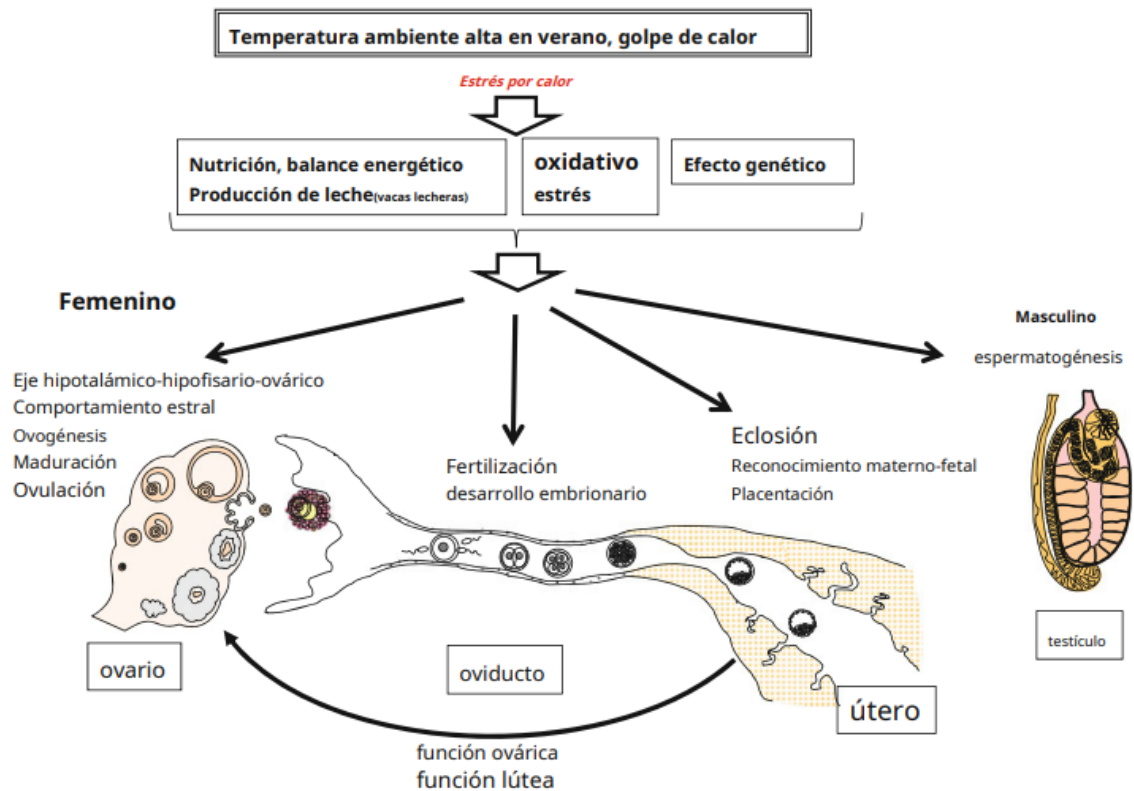 Temperatura ambiente alta en verano, golpe de calor
Estrés por calor
Nutrición, balance energético
Producción de leche(vacas lecheras)
oxidativo
estrés
Efecto genético
Femenino
Masculino
espermatogénesis
Eje hipotalámico-hipofisario-ovárico
Comportamiento estral
Ovogénesis
Maduración
Ovulación
Fertilización
desarrollo embrionario
Eclosión
Reconocimiento materno-fetal
Placentación
ovario
oviducto
útero
testículo
función ovárica
función lútea